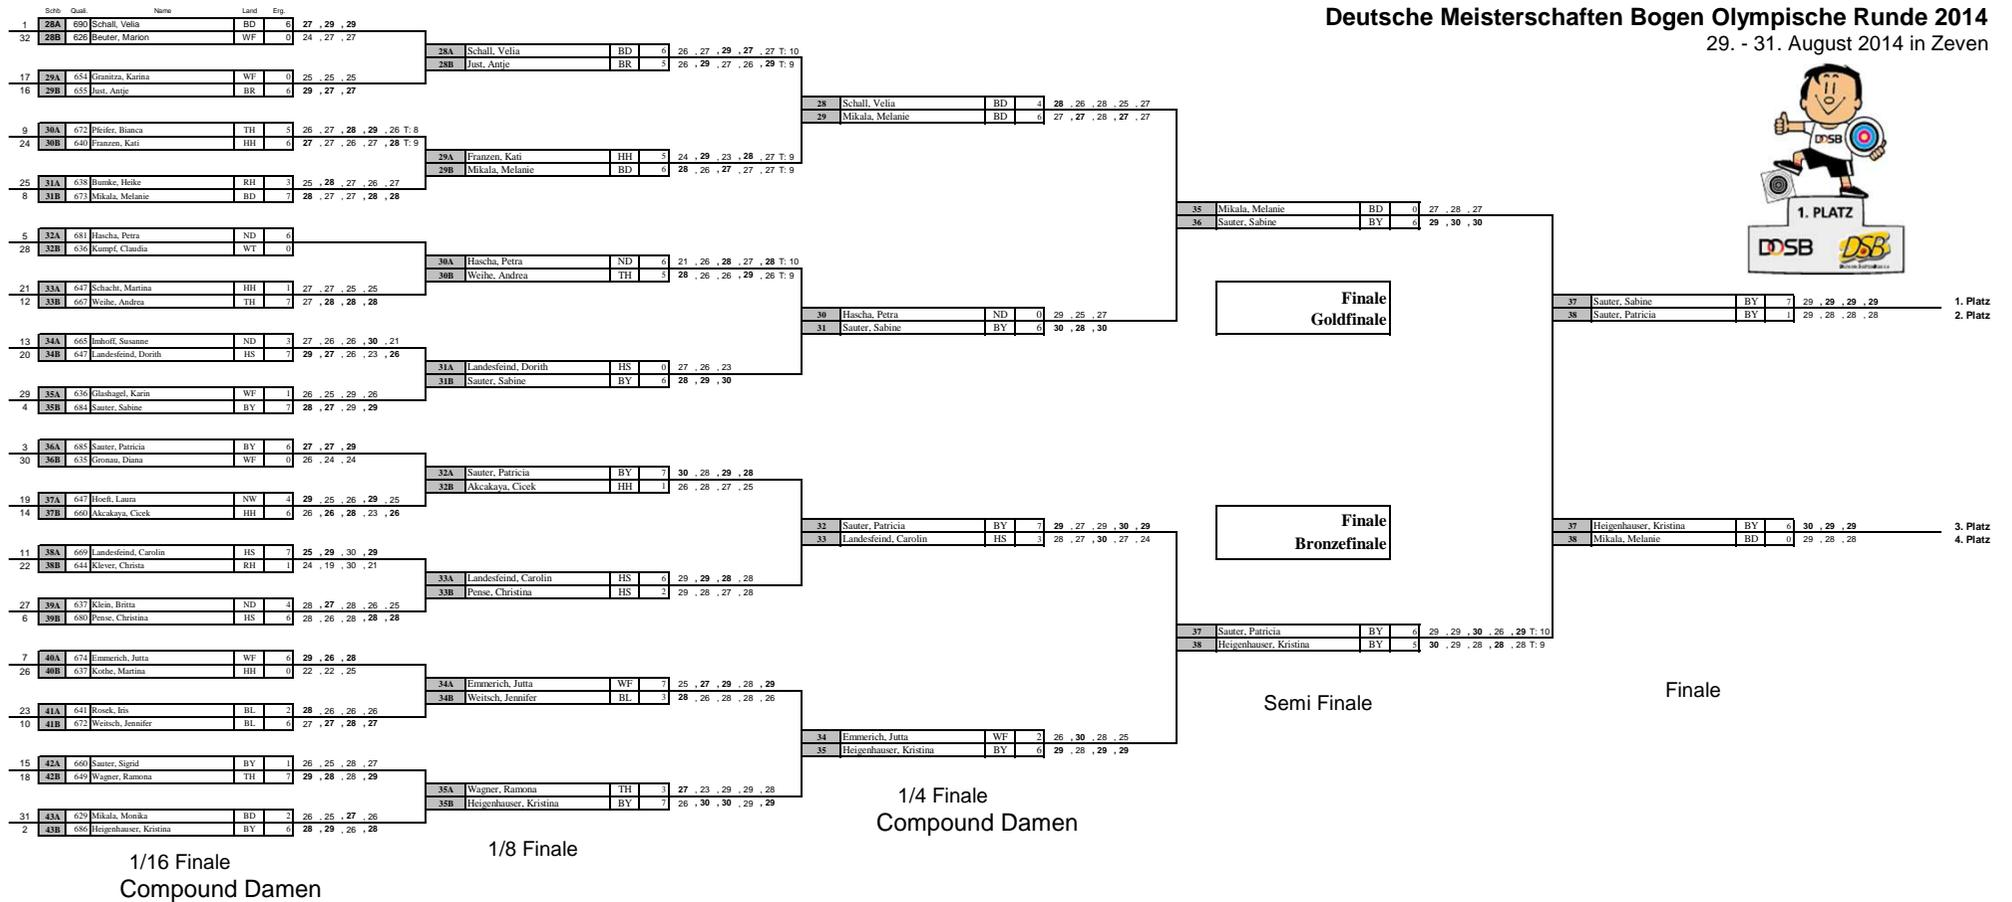 Deutsche Meisterschaften Bogen Olympische Runde 2014
29. - 31. August 2014 in Zeven
DOSB
1. PLATZ
DOSB DSB
Schb Quali. Name Land Erg.
1 28A 690 Schall, Velia BD 6 27 , 29 , 29
32 28B 626 Beuter, Marion WF 0 24 , 27 , 27
17 29A 654 Granitza, Karina WF 0 25 , 25 , 25
16 29B 655 Just, Antje BR 6 29 , 27 , 27
9 30A 672 Pfeifer, Bianca TH 5 26 , 27 , 28 , 29 , 26 T: 8
24 30B 640 Franzen, Kati HH 6 27 , 27 , 26 , 27 , 28 T: 9
25 31A 638 Bumke, Heike RH 3 25 , 28 , 27 , 26 , 27
8 31B 673 Mikala, Melanie BD 7 28 , 27 , 27 , 28 , 28
5 32A 681 Hascha, Petra ND 6
28 32B 636 Kumpf, Claudia WT 0
21 33A 647 Schacht, Martina HH 1 27 , 27 , 25 , 25
12 33B 667 Weihe, Andrea TH 7 27 , 28 , 28 , 28
13 34A 665 Imhoff, Susanne ND 3 27 , 26 , 26 , 30 , 21
20 34B 647 Landesfeind, Dorith HS 7 29 , 27 , 26 , 23 , 26
29 35A 636 Glashagel, Karin WF 1 26 , 25 , 29 , 26
4 35B 684 Sauter, Sabine BY 7 28 , 27 , 29 , 29
3 36A 685 Sauter, Patricia BY 6 27 , 27 , 29
30 36B 635 Gronau, Diana WF 0 26 , 24 , 24
19 37A 647 Hoeft, Laura NW 4 29 , 25 , 26 , 29 , 25
14 37B 660 Akcakaya, Cicek HH 6 26 , 26 , 28 , 23 , 26
11 38A 669 Landesfeind, Carolin HS 7 25 , 29 , 30 , 29
22 38B 644 Klever, Christa RH 1 24 , 19 , 30 , 21
27 39A 637 Klein, Britta ND 4 28 , 27 , 28 , 26 , 25
6 39B 680 Pense, Christina HS 6 28 , 26 , 28 , 28 , 28
7 40A 674 Emmerich, Jutta WF 6 29 , 26 , 28
26 40B 637 Kothe, Martina HH 0 22 , 22 , 25
23 41A 641 Rosek, Iris BL 2 28 , 26 , 26 , 26
10 41B 672 Weitsch, Jennifer BL 6 27 , 27 , 28 , 27
15 42A 660 Sauter, Sigrid BY 1 26 , 25 , 28 , 27
18 42B 649 Wagner, Ramona TH 7 29 , 28 , 28 , 29
31 43A 629 Mikala, Monika BD 2 26 , 25 , 27 , 26
2 43B 686 Heigenhauser, Kristina BY 6 28 , 29 , 26 , 28
1/16 Finale
Compound Damen
28A Schall, Velia BD 6 26 , 27 , 29 , 27 , 27 T: 10
28B Just, Antje BR 5 26 , 29 , 27 , 26 , 29 T: 9
29A Franzen, Kati HH 5 24 , 29 , 23 , 28 , 27 T: 9
29B Mikala, Melanie BD 6 28 , 26 , 27 , 27 , 27 T: 9
30A Hascha, Petra ND 6 21 , 26 , 28 , 27 , 28 T: 10
30B Weihe, Andrea TH 5 28 , 26 , 26 , 29 , 26 T: 9
31A Landesfeind, Dorith HS 0 27 , 26 , 23
31B Sauter, Sabine BY 6 28 , 29 , 30
32A Sauter, Patricia BY 7 30 , 28 , 29 , 28
32B Akcakaya, Cicek HH 1 26 , 28 , 27 , 25
33A Landesfeind, Carolin HS 6 29 , 29 , 28 , 28
33B Pense, Christina HS 2 29 , 28 , 27 , 28
34A Emmerich, Jutta WF 7 25 , 27 , 29 , 28 , 29
34B Weitsch, Jennifer BL 3 28 , 26 , 28 , 28 , 26
35A Wagner, Ramona TH 3 27 , 23 , 29 , 29 , 28
35B Heigenhauser, Kristina BY 7 26 , 30 , 30 , 29 , 29
1/8 Finale
28 Schall, Velia BD 4 28 , 26 , 28 , 25 , 27
29 Mikala, Melanie BD 6 27 , 27 , 28 , 27 , 27
30 Hascha, Petra ND 0 29 , 25 , 27
31 Sauter, Sabine BY 6 30 , 28 , 30
32 Sauter, Patricia BY 7 29 , 27 , 29 , 30 , 29
33 Landesfeind, Carolin HS 3 28 , 27 , 30 , 27 , 24
34 Emmerich, Jutta WF 2 26 , 30 , 28 , 25
35 Heigenhauser, Kristina BY 6 29 , 28 , 29 , 29
1/4 Finale
Compound Damen
35 Mikala, Melanie BD 0 27 , 28 , 27
36 Sauter, Sabine BY 6 29 , 30 , 30
Finale
Goldfinale
Finale
Bronzefinale
37 Sauter, Patricia BY 6 29 , 29 , 30 , 26 , 29 T: 10
38 Heigenhauser, Kristina BY 5 30 , 29 , 28 , 28 , 28 T: 9
Semi Finale
37 Sauter, Sabine BY 7 29 , 29 , 29 , 29 1. Platz
38 Sauter, Patricia BY 1 29 , 28 , 28 , 28 2. Platz
37 Heigenhauser, Kristina BY 6 30 , 29 , 29 3. Platz
38 Mikala, Melanie BD 0 29 , 28 , 28 4. Platz
Finale